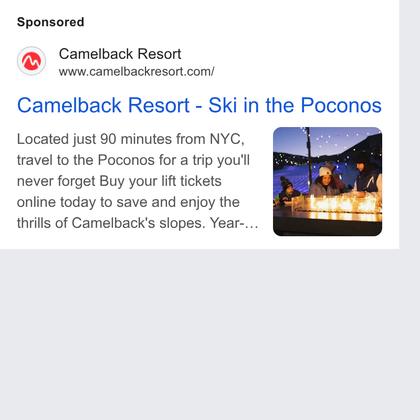 Sponsored
Camelback Resort
www.camelbackresort.com/
Camelback Resort - Ski in the Poconos
Located just 90 minutes from NYC,
travel to the Poconos for a trip you'll
never forget Buy your lift tickets
online today to save and enjoy the
thrills of Camelback's slopes. Year-...